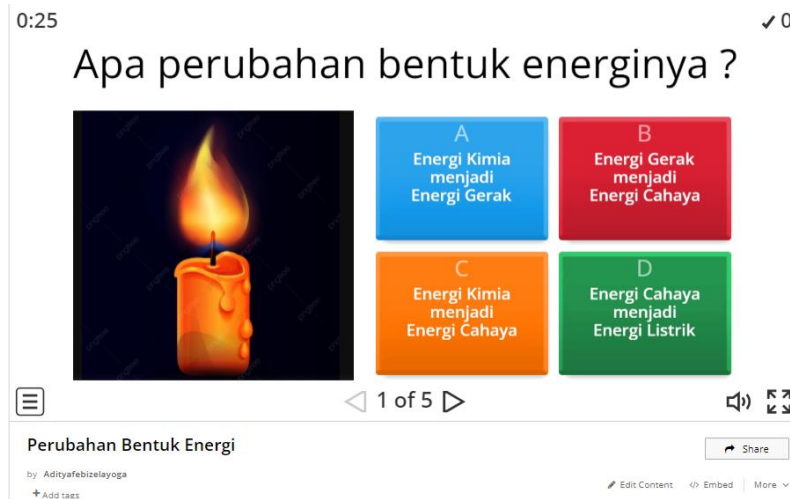 0:25
✓ 0
Apa perubahan bentuk energinya ?
A
Energi Kimia
menjadi
Energi Gerak
B
Energi Gerak
menjadi
Energi Cahaya
C
Energi Kimia
menjadi
Energi Cahaya
D
Energi Cahaya
menjadi
Energi Listrik
1 of 5
Perubahan Bentuk Energi
Share
by Adityafebizelayoga
+ Add tags
Edit Content
</> Embed
More